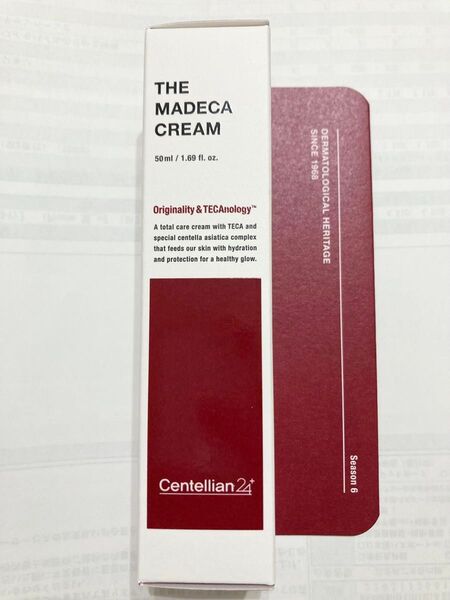 THE
MADECA
CREAM
50ml / 1.69 fl. oz.
Originality & TECAnology™
A total care cream with TECA and
special centella asiatica complex
that feeds our skin with hydration
and protection for a healthy glow.
Centellian24+
DERMATOLOGICAL HERITAGE
SINCE 1968
Season 6